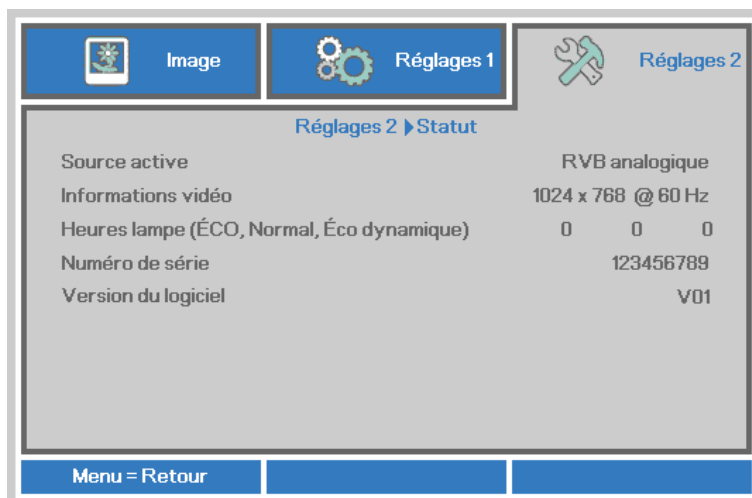 Image
Réglages 1
Réglages 2
Réglages 2 ▶ Statut
Source active RVB analogique
Informations vidéo 1024 x 768 @ 60 Hz
Heures lampe (ÉCO, Normal, Éco dynamique) 0 0 0
Numéro de série 123456789
Version du logiciel V01
Menu = Retour